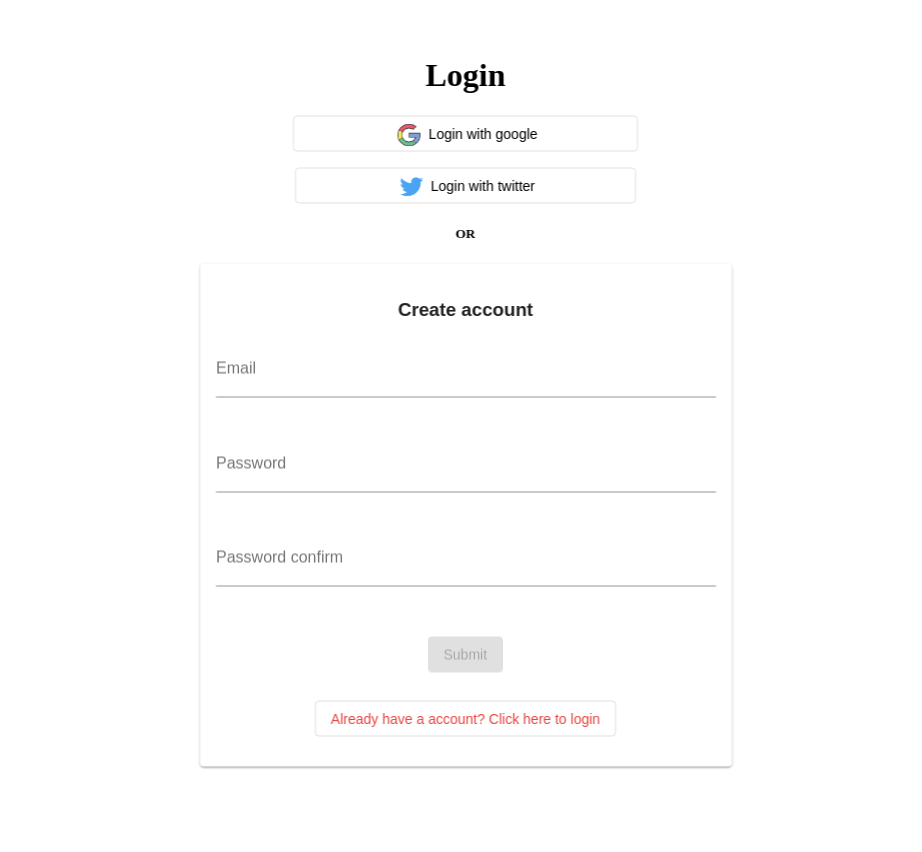 Login
Login with google
Login with twitter
OR
Create account
Email
Password
Password confirm
Submit
Already have a account? Click here to login